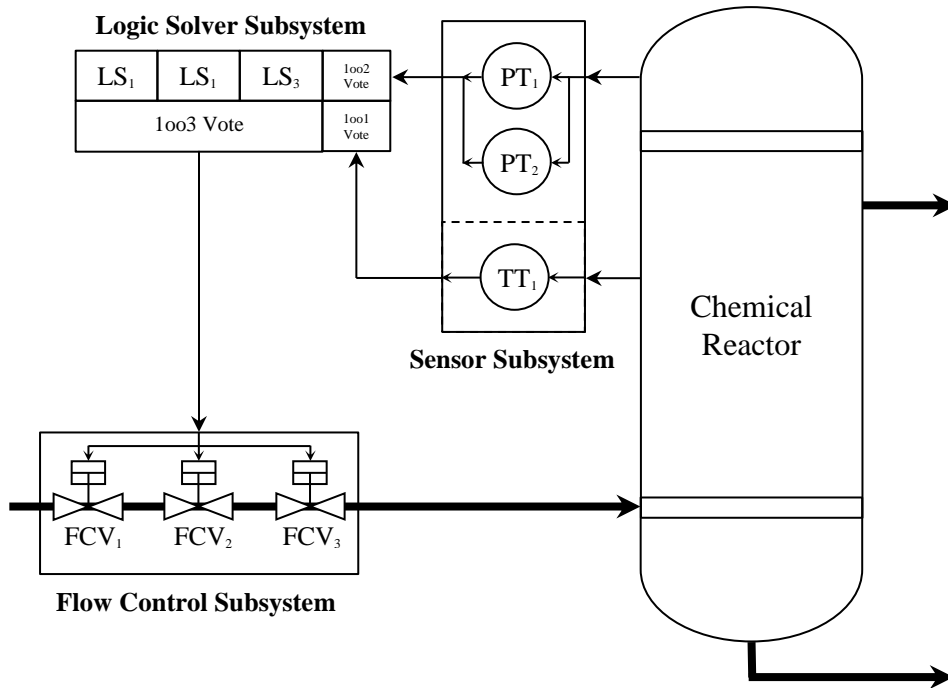 Logic Solver Subsystem
LS1 LS1 LS3 1oo2
Vote
1oo3 Vote 1oo1
Vote
PT1
PT2
TT1
Sensor Subsystem
Chemical
Reactor
FCV1 FCV2 FCV3
Flow Control Subsystem